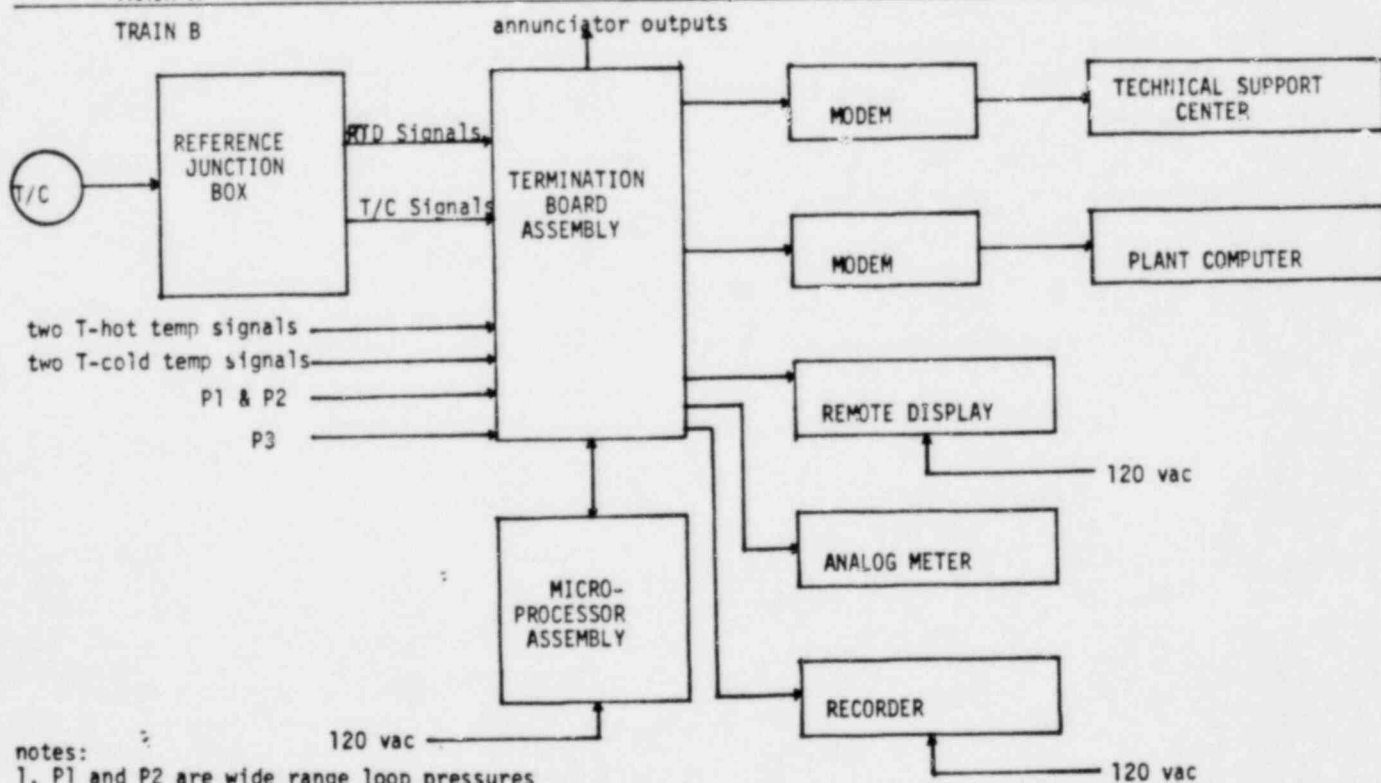 TRAIN B
annunciator outputs
T/C
REFERENCE
JUNCTION
BOX
RTD Signals
T/C Signals
TERMINATION
BOARD
ASSEMBLY
MODEM
TECHNICAL SUPPORT
CENTER
MODEM
PLANT COMPUTER
two T-hot temp signals
two T-cold temp signals
P1 & P2
P3
REMOTE DISPLAY
120 vac
ANALOG METER
MICRO-
PROCESSOR
ASSEMBLY
RECORDER
120 vac
120 vac
notes:
1. P1 and P2 are wide range loop pressures